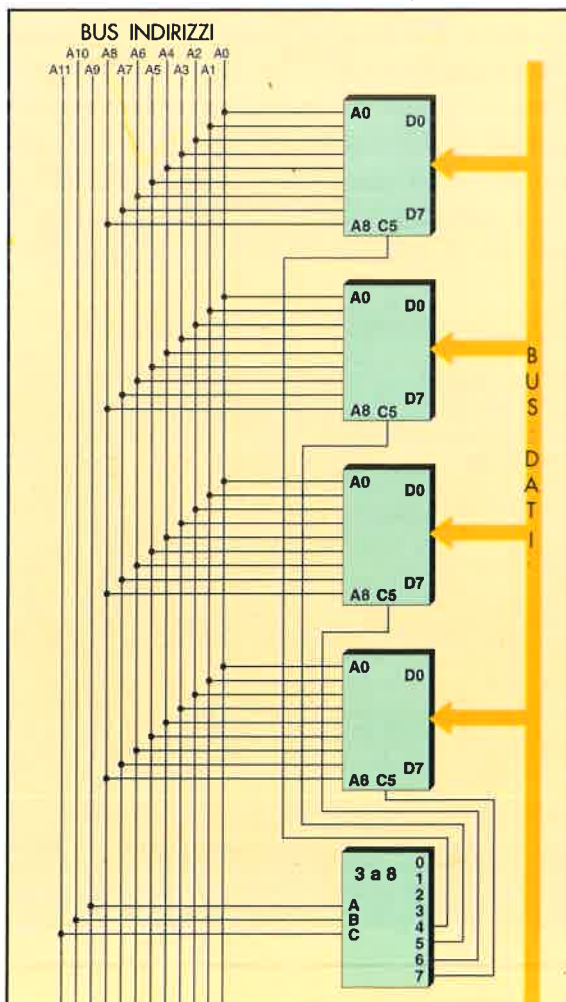 BUS INDIRIZZI
A10 A8 A6 A4 A2 A0
A11 A9 A7 A5 A3 A1
A0
D0
D7
A8 C5
A0
D0
D7
A8 C5
A0
D0
D7
A8 C5
A0
D0
D7
A6 C5
BUS DATI
3 a 8
A
B
C
0
1
2
3
4
5
6
7